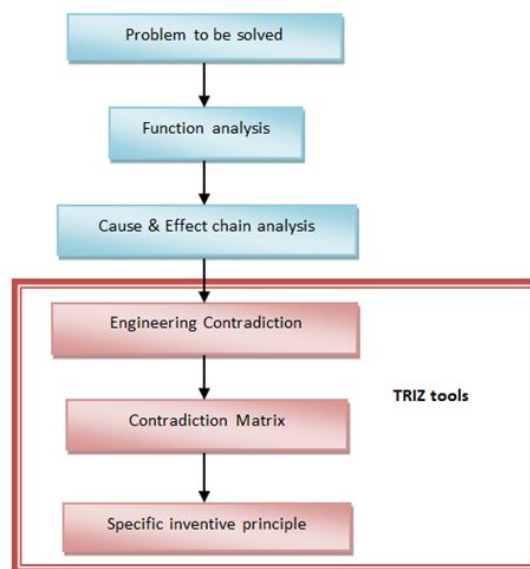 Problem to be solved
Function analysis
Cause & Effect chain analysis
Engineering Contradiction
TRIZ tools
Contradiction Matrix
Specific inventive principle